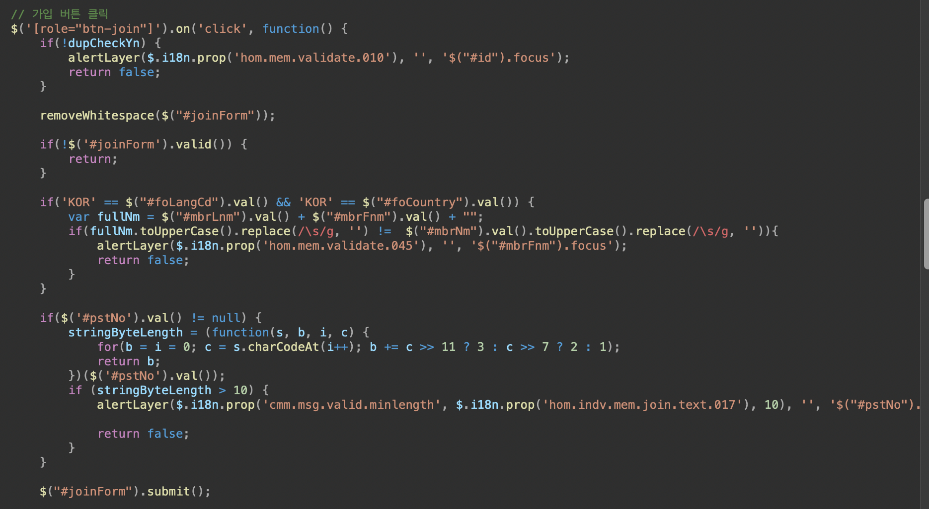 // 가입 버튼 클릭
$('[role="btn-join"]').on('click', function() {
if(!dupCheckYn) {
alertLayer($.i18n.prop('hom.mem.validate.010'), '', '$("#id").focus');
return false;
}
removeWhitespace($("#joinForm"));
if(!$('#joinForm').valid()) {
return;
}
if('KOR' == $("#foLangCd").val() && 'KOR' == $("#foCountry").val()) {
var fullNm = $("#mbrLnm").val() + $("#mbrFnm").val() + "";
if(fullNm.toUpperCase().replace(/\s/g, '') !=  $("#mbrNm").val().toUpperCase().replace(/\s/g, '')){
alertLayer($.i18n.prop('hom.mem.validate.045'), '', '$("#mbrFnm").focus');
return false;
}
}
if($('#pstNo').val() != null) {
stringByteLength = (function(s, b, i, c) {
for(b = i = 0; c = s.charCodeAt(i++); b += c >> 11 ? 3 : c >> 7 ? 2 : 1);
return b;
})($('#pstNo').val());
if (stringByteLength > 10) {
alertLayer($.i18n.prop('cmm.msg.valid.minlength', $.i18n.prop('hom.indv.mem.join.text.017'), 10), '', '$("#pstNo").
return false;
}
}
$("#joinForm").submit();